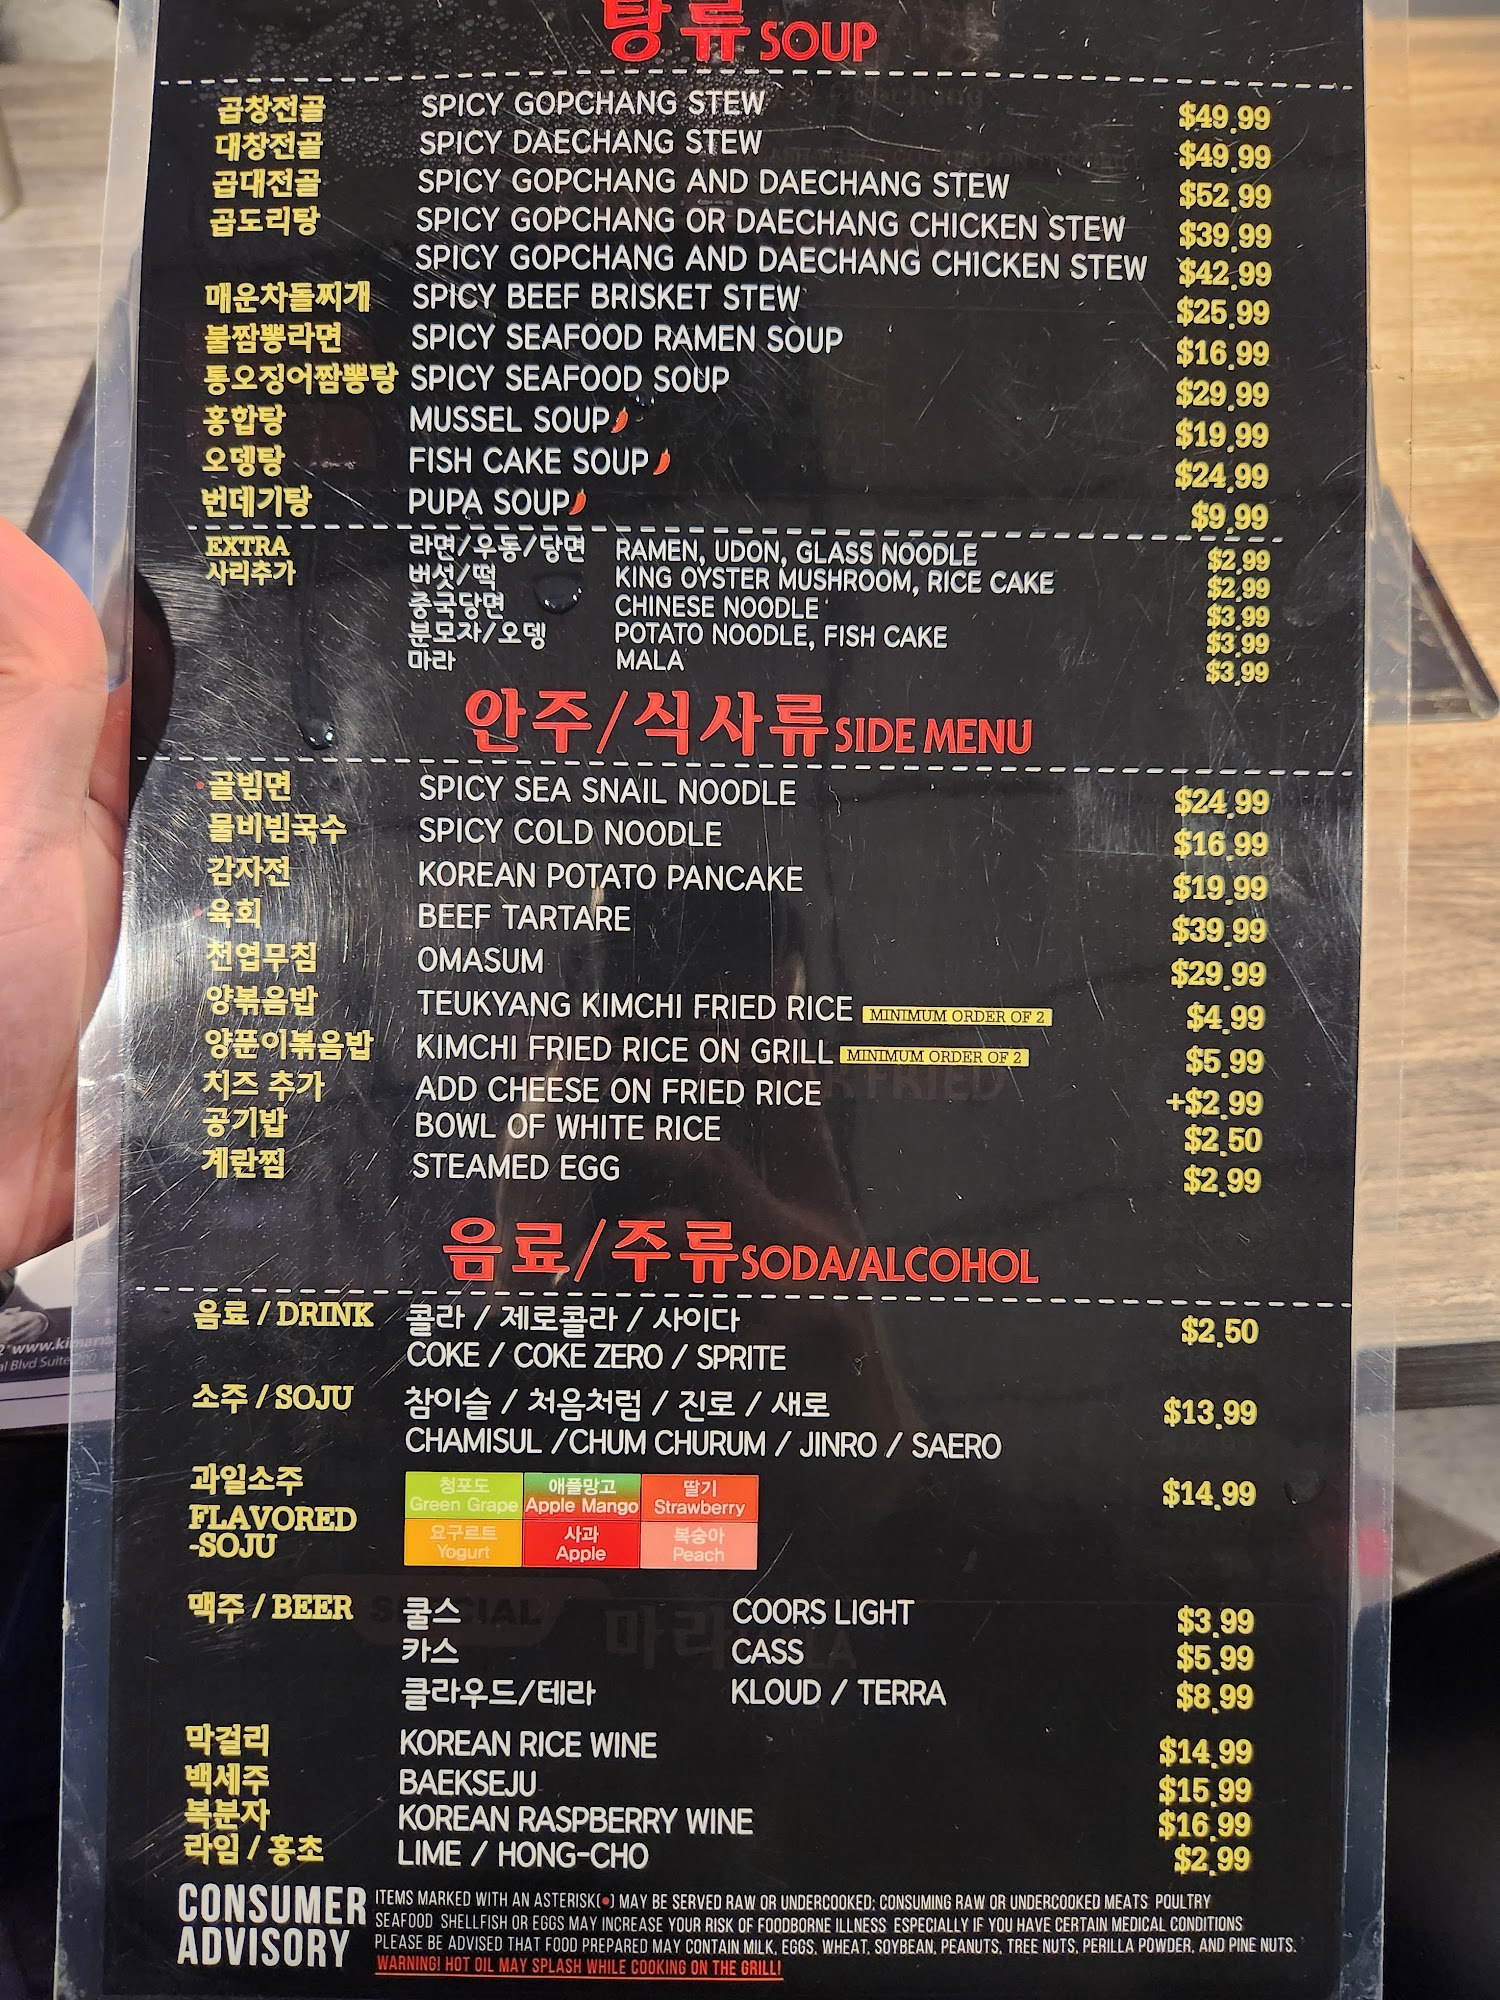 탕류 SOUP
곱창전골 SPICY GOPCHANG STEW $49.99
대창전골 SPICY DAECHANG STEW $49.99
곱대전골 SPICY GOPCHANG AND DAECHANG STEW $52.99
곱도리탕 SPICY GOPCHANG OR DAECHANG CHICKEN STEW $39.99
SPICY GOPCHANG AND DAECHANG CHICKEN STEW $42.99
매운차돌찌개 SPICY BEEF BRISKET STEW $25.99
불짬뽕라면 SPICY SEAFOOD RAMEN SOUP $16.99
통오징어짬뽕탕 SPICY SEAFOOD SOUP $29.99
홍합탕 MUSSEL SOUP $19.99
오뎅탕 FISH CAKE SOUP $24.99
번데기탕 PUPA SOUP $9.99
EXTRA 라면/우동/당면 RAMEN, UDON, GLASS NOODLE $2.99
사리추가 버섯/떡 KING OYSTER MUSHROOM, RICE CAKE $2.99
중국당면 CHINESE NOODLE $3.99
분모자/오뎅 POTATO NOODLE, FISH CAKE $3.99
마라 MALA $3.99
안주/식사류 SIDE MENU
골빔면 SPICY SEA SNAIL NOODLE $24.99
물비빔국수 SPICY COLD NOODLE $16.99
감자전 KOREAN POTATO PANCAKE $19.99
육회 BEEF TARTARE $39.99
천엽무침 OMASUM $29.99
양볶음밥 TEUKYANG KIMCHI FRIED RICE MINIMUM ORDER OF 2 $4.99
양푼이볶음밥 KIMCHI FRIED RICE ON GRILL MINIMUM ORDER OF 2 $5.99
치즈 추가 ADD CHEESE ON FRIED RICE +$2.99
공기밥 BOWL OF WHITE RICE $2.50
계란찜 STEAMED EGG $2.99
음료/주류 SODA/ALCOHOL
음료 / DRINK 콜라 / 제로콜라 / 사이다 $2.50
COKE / COKE ZERO / SPRITE
소주 / SOJU 참이슬 / 처음처럼 / 진로 / 새로 $13.99
CHAMISUL /CHUM CHURUM / JINRO / SAERO
과일소주 청포도 애플망고 딸기 $14.99
Green Grape Apple Mango Strawberry
FLAVORED 요구르트 사과 복숭아
-SOJU Yogurt Apple Peach
맥주 / BEER 쿨스 COORS LIGHT $3.99
카스 CASS $5.99
클라우드/테라 KLOUD / TERRA $8.99
막걸리 KOREAN RICE WINE $14.99
백세주 BAEKSEJU $15.99
복분자 KOREAN RASPBERRY WINE $16.99
라임 / 홍초 LIME / HONG-CHO $2.99
CONSUMER ADVISORY
ITEMS MARKED WITH AN ASTERISK(•) MAY BE SERVED RAW OR UNDERCOOKED; CONSUMING RAW OR UNDERCOOKED MEATS POULTRY
SEAFOOD SHELLFISH OR EGGS MAY INCREASE YOUR RISK OF FOODBORNE ILLNESS ESPECIALLY IF YOU HAVE CERTAIN MEDICAL CONDITIONS
PLEASE BE ADVISED THAT FOOD PREPARED MAY CONTAIN MILK, EGGS, WHEAT, SOYBEAN, PEANUTS, TREE NUTS, PERILLA POWDER, AND PINE NUTS.
WARNING! HOT OIL MAY SPLASH WHILE COOKING ON THE GRILL!